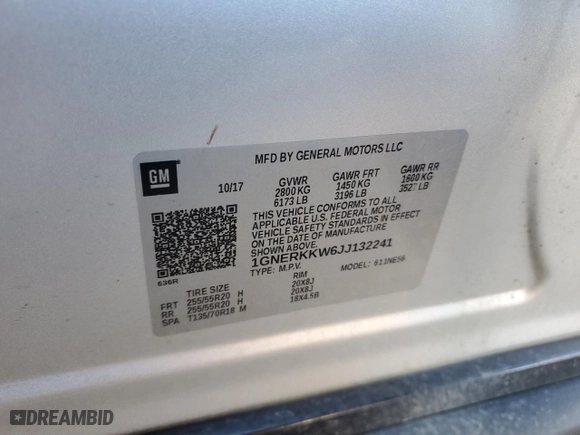 MFD BY GENERAL MOTORS LLC
GM
10/17 GVWR GAWR FRT GAWR RR
2800 KG 1450 KG 1600 KG
6173 LB 3196 LB 3527 LB
THIS VEHICLE CONFORMS TO ALL
APPLICABLE U.S. FEDERAL MOTOR
VEHICLE SAFETY STANDARDS IN EFFECT
ON THE DATE OF MANUFACTURE SHOWN ABOVE.
1GNERKKW6JJ132241
TYPE: M.P.V. MODEL: 611NE56
636R
TIRE SIZE RIM
FRT 255/55R20 H 20X8J
RR 255/55R20 H 20X8J
SPA T135/70R18 M 18X4.5B
DREAMBID